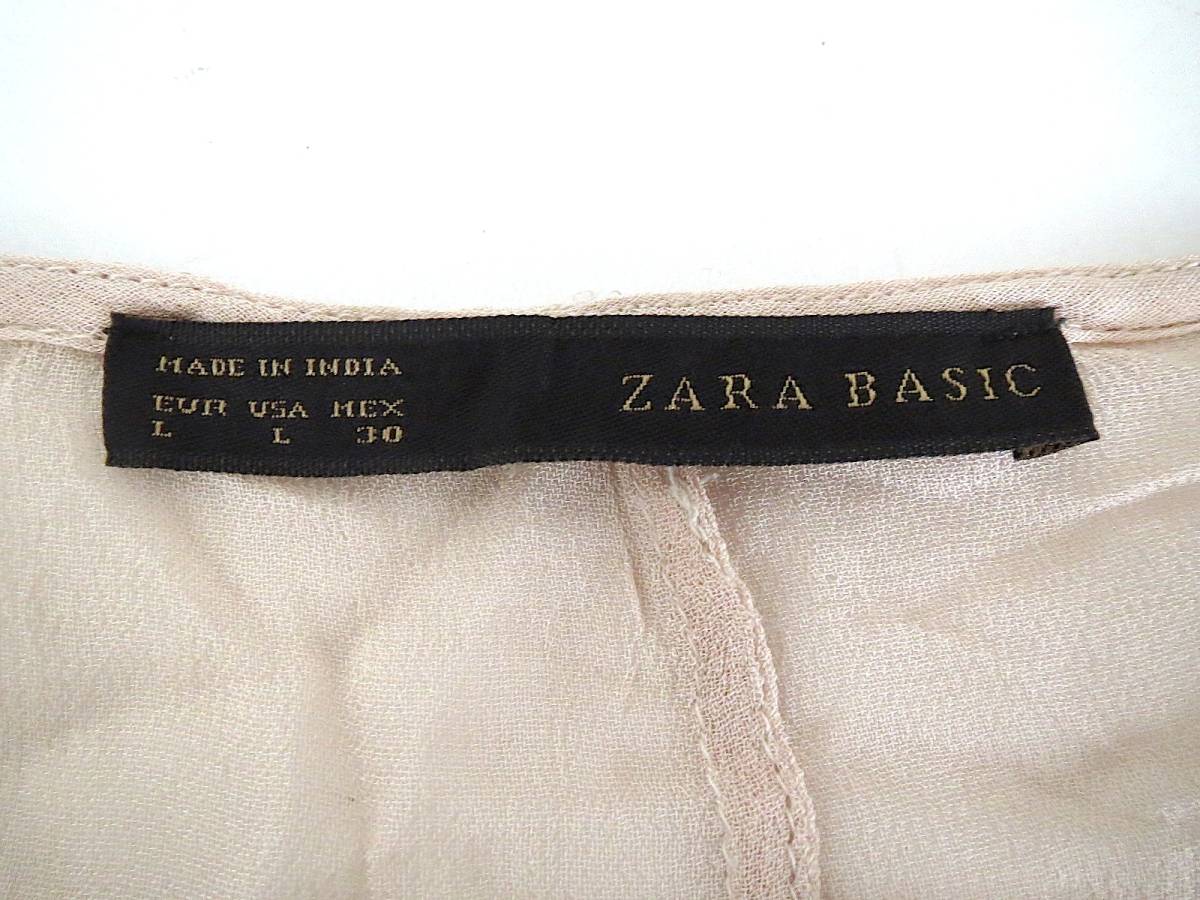 MADE IN INDIA
EUR USA MEX
L L 30
ZARA BASIC